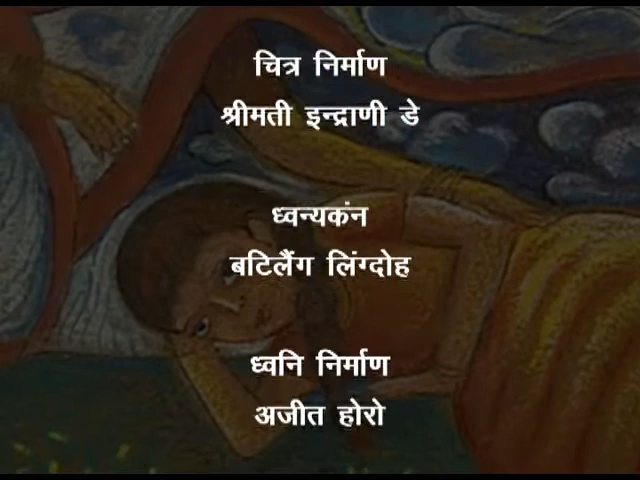 चित्र निर्माण
श्रीमती इन्द्राणी डे
ध्वन्यकंन
बटिलैंग लिंग्दोह
ध्वनि निर्माण
अजीत होरो